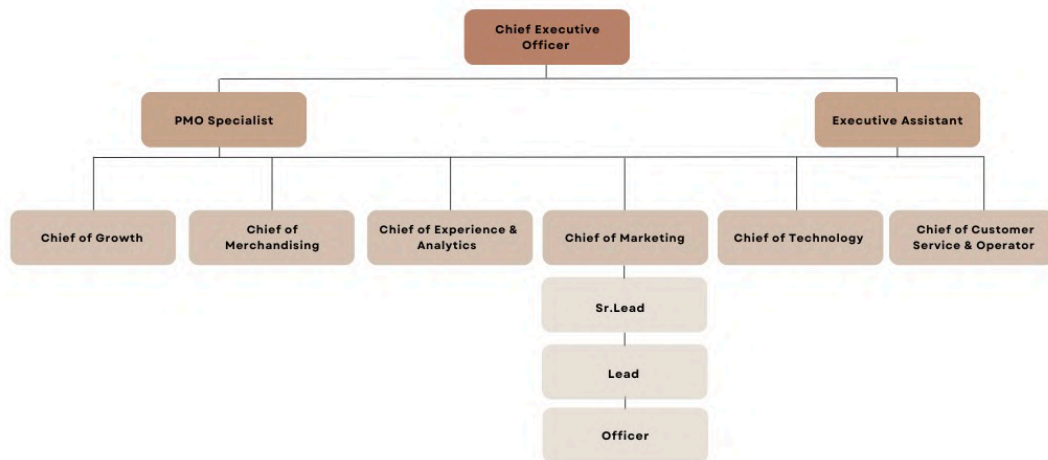 Chief Executive
Officer
PMO Specialist
Executive Assistant
Chief of Growth
Chief of
Merchandising
Chief of Experience &
Analytics
Chief of Marketing
Chief of Technology
Chief of Customer
Service & Operator
Sr.Lead
Lead
Officer